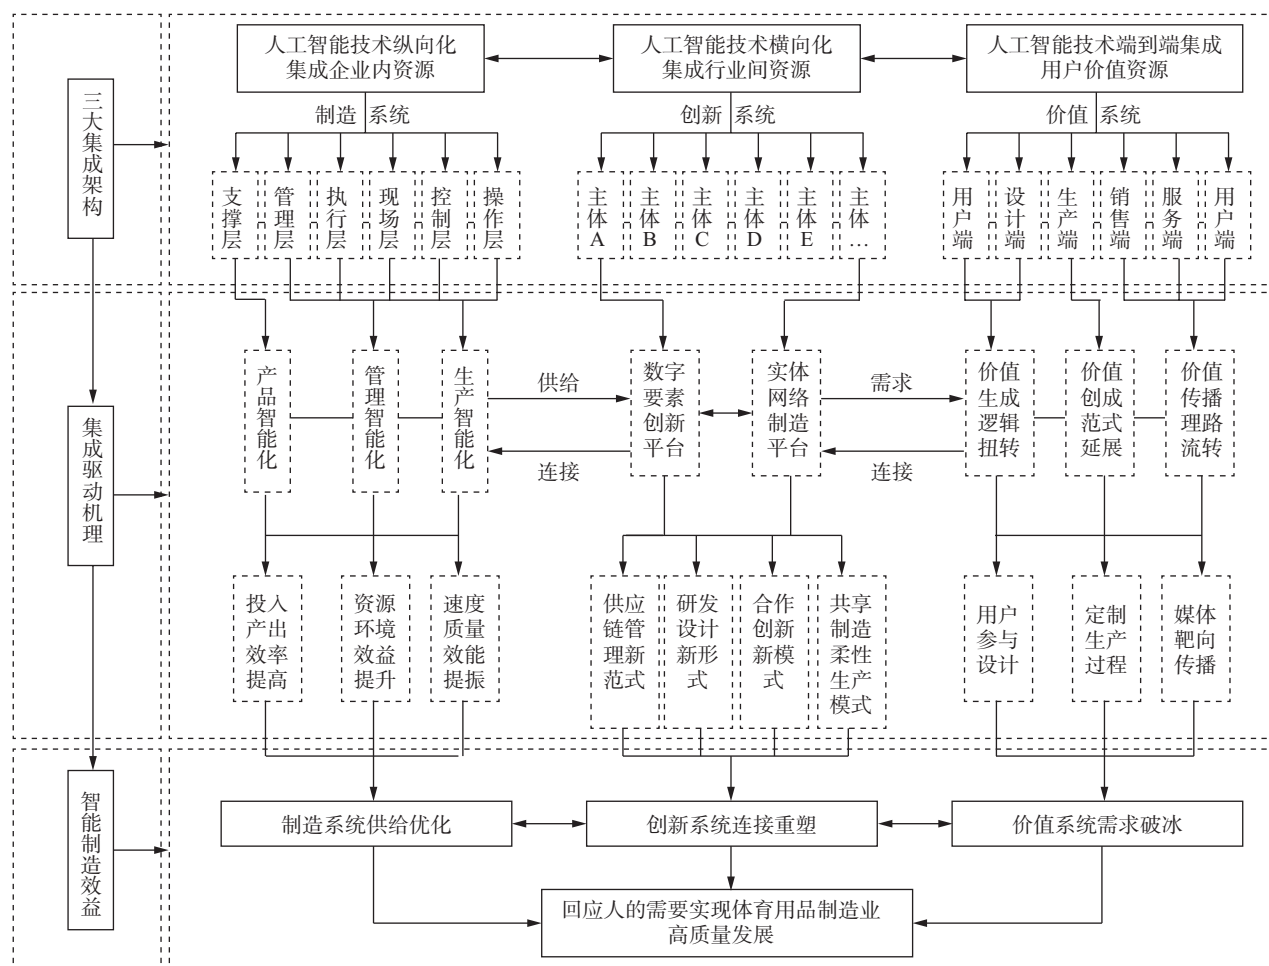 人工智能技术纵向化
集成企业内资源
人工智能技术横向化
集成行业间资源
人工智能技术端到端集成
用户价值资源
三大集成架构
制造系统
创新系统
价值系统
支撑层
管理层
执行层
现场层
控制层
操作层
主体A
主体B
主体C
主体D
主体E
主体…
用户端
设计端
生产端
销售端
服务端
用户端
集成驱动机理
产品智能化
管理智能化
生产智能化
供给
连接
数字
要素
创新
平台
实体
网络
制造
平台
需求
连接
价值
生成
逻辑
扭转
价值
创成
范式
延展
价值
传播
理路
流转
投入
产出
效率
提高
资源
环境
效益
提升
速度
质量
效能
提振
供应
链管
理新
范式
研发
设计
新形
式
合作
创新
新模
式
共享
制造
柔性
生产
模式
用户
参与
设计
定制
生产
过程
媒体
靶向
传播
智能制造效益
制造系统供给优化
创新系统连接重塑
价值系统需求破冰
回应人的需要实现体育用品制造业
高质量发展